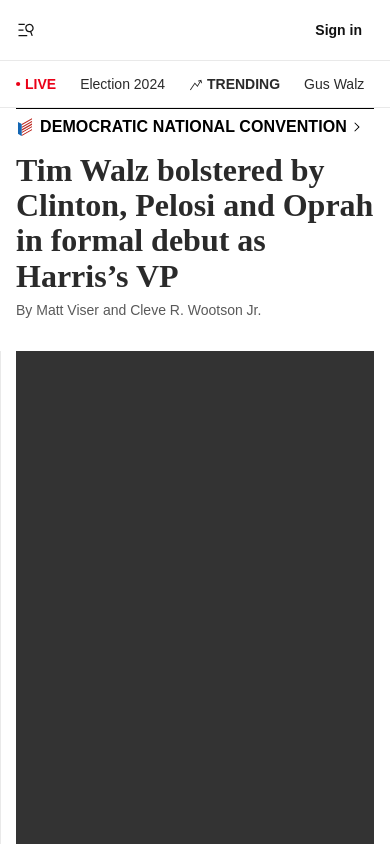 Sign in
LIVE
Election 2024
TRENDING
Gus Walz
DEMOCRATIC NATIONAL CONVENTION
Tim Walz bolstered by
Clinton, Pelosi and Oprah
in formal debut as
Harris’s VP
By Matt Viser and Cleve R. Wootson Jr.